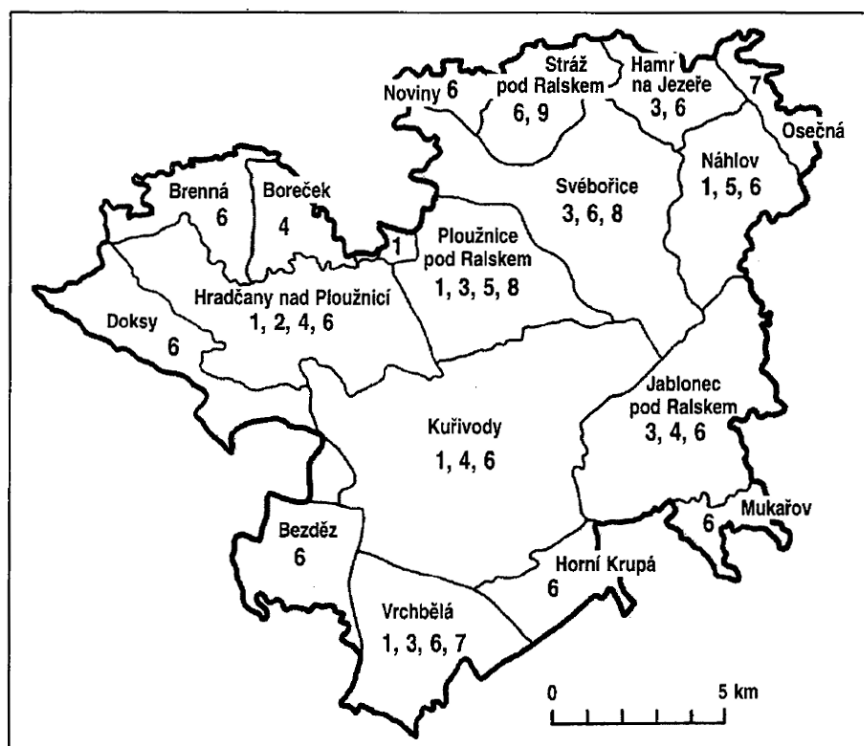 Noviny 6
Stráž
pod Ralskem
6, 9
Hamr
na Jezeře
3, 6
7
Osečná
Náhlov
1, 5, 6
Svébořice
3, 6, 8
Brenná
6
Boreček
4
1
Ploužnice
pod Ralskem
1, 3, 5, 8
Hradčany nad Ploužnicí
1, 2, 4, 6
Doksy
6
Jablonec
pod Ralskem
3, 4, 6
Kuřivody
1, 4, 6
Mukařov
6
Bezděz
6
Horní Krupá
6
Vrchbělá
1, 3, 6, 7
0 5 km